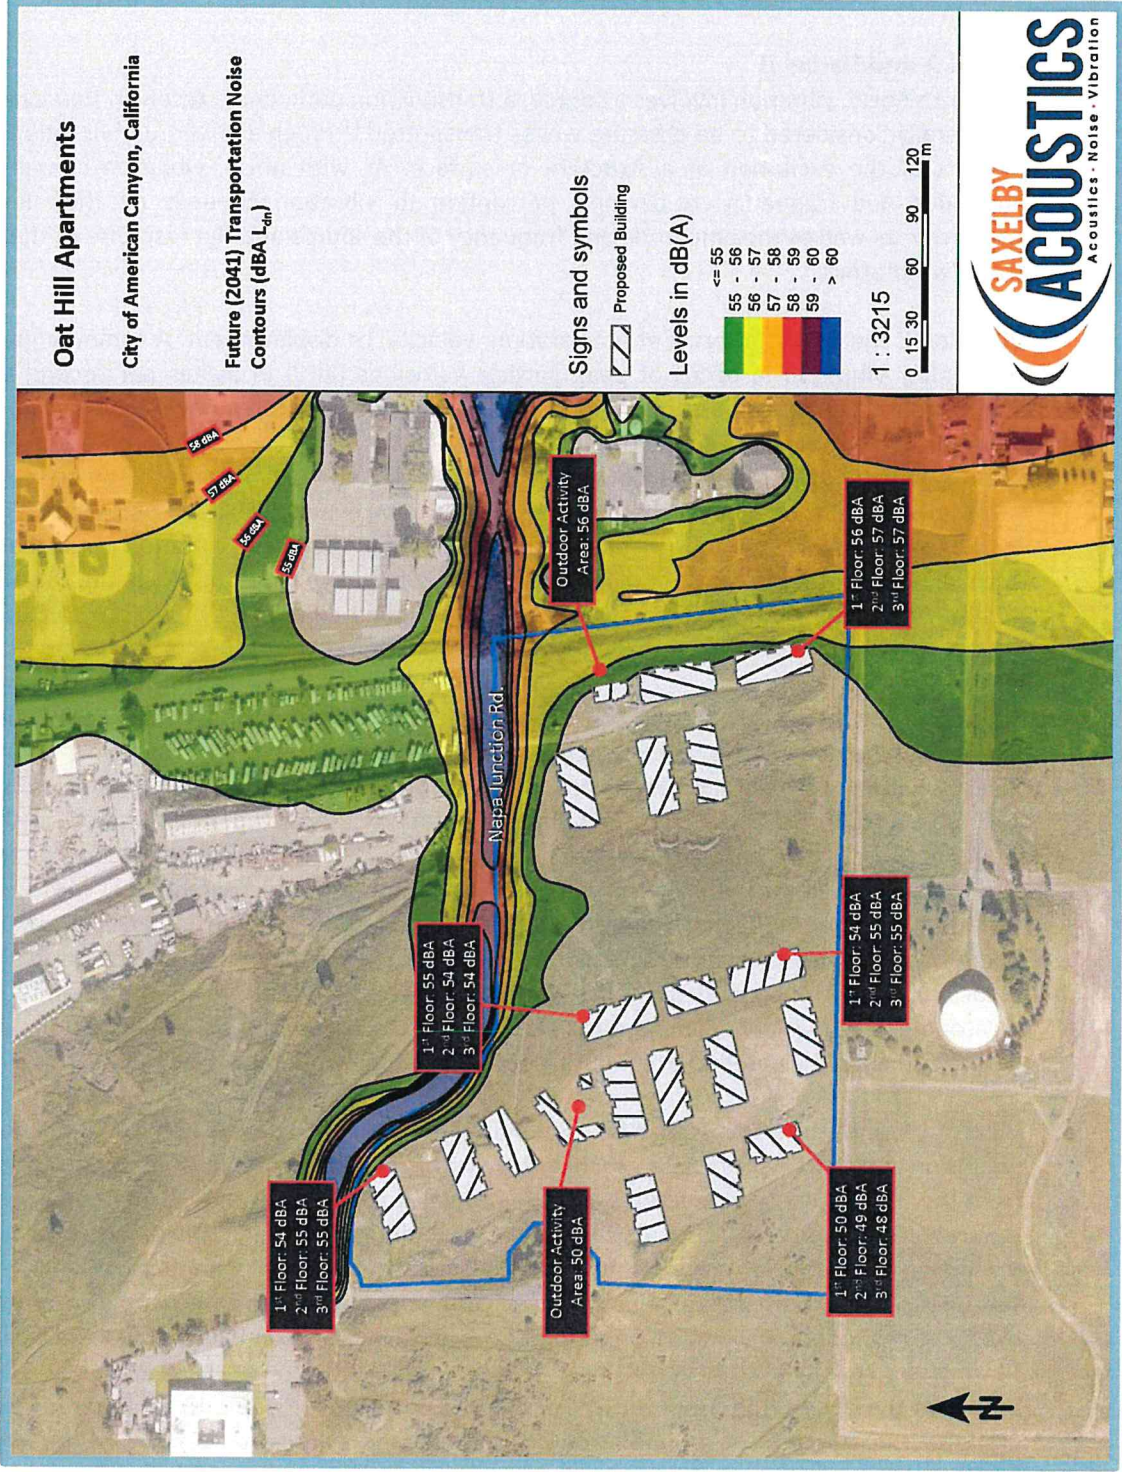 Oat Hill Apartments
City of American Canyon, California
Future (2041) Transportation Noise
Contours (dBA Ldn)
Signs and symbols
Proposed Building
Levels in dB(A)
<= 55
55 - 56
56 - 57
57 - 58
58 - 59
59 - 60
> 60
1 : 3215
0 15 30 60 90 120
m
SAXELBY
ACOUSTICS
Acoustics · Noise · Vibration
58 dBA
57 dBA
56 dBA
55 dBA
Napa Junction Rd.
1st Floor: 54 dBA
2nd Floor: 55 dBA
3rd Floor: 55 dBA
1st Floor: 55 dBA
2nd Floor: 54 dBA
3rd Floor: 54 dBA
Outdoor Activity
Area: 56 dBA
Outdoor Activity
Area: 50 dBA
1st Floor: 50 dBA
2nd Floor: 49 dBA
3rd Floor: 48 dBA
1st Floor: 54 dBA
2nd Floor: 55 dBA
3rd Floor: 55 dBA
1st Floor: 56 dBA
2nd Floor: 57 dBA
3rd Floor: 57 dBA
N